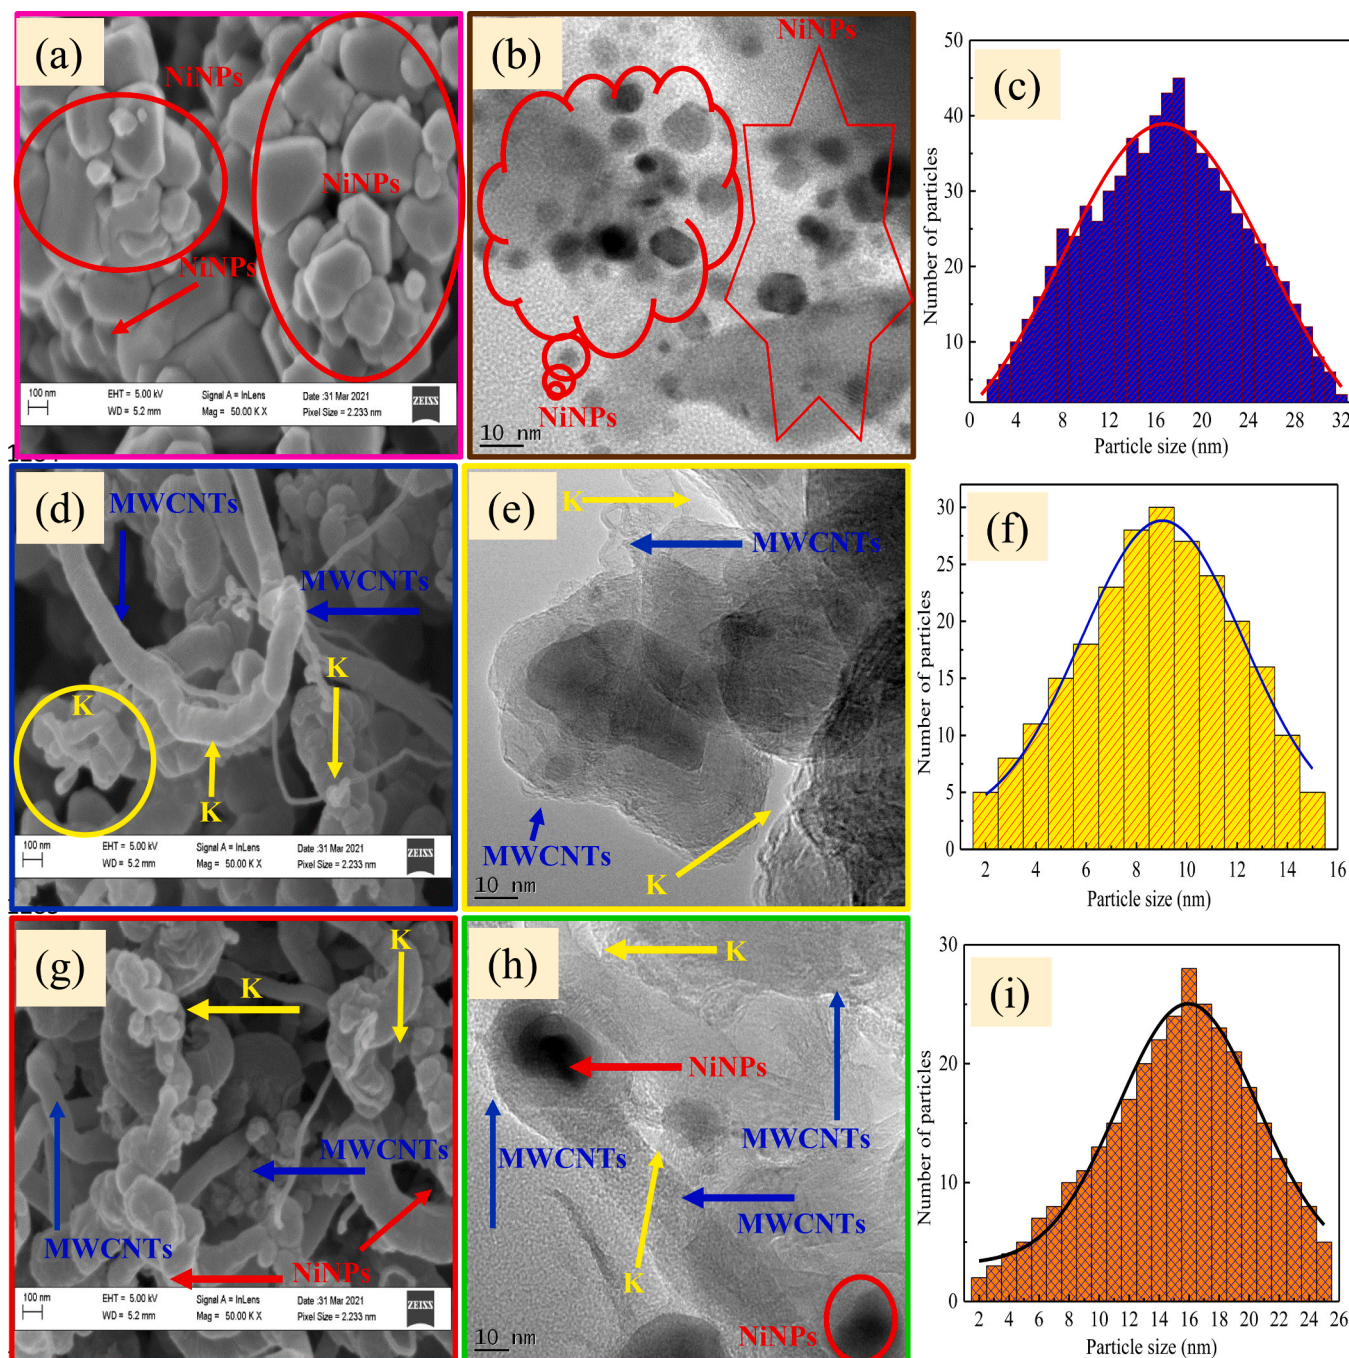 (a)
NiNPs
NiNPs
NiNPs
100 nm
EHT = 5.00 kV
WD = 5.2 mm
Signal A = InLens
Mag = 50.00 K X
Date :31 Mar 2021
Pixel Size = 2.233 nm
ZEISS
(b)
NiNPs
NiNPs
10 nm
(c)
Number of particles
50
40
30
20
10
0
4
8
12
16
20
24
28
32
Particle size (nm)
(d)
MWCNTs
MWCNTs
K
K
K
100 nm
EHT = 5.00 kV
WD = 5.2 mm
Signal A = InLens
Mag = 50.00 K X
Date :31 Mar 2021
Pixel Size = 2.233 nm
ZEISS
(e)
K
MWCNTs
MWCNTs
K
10 nm
(f)
Number of particles
30
25
20
15
10
5
0
2
4
6
8
10
12
14
16
Particle size (nm)
(g)
K
K
MWCNTs
MWCNTs
NiNPs
100 nm
EHT = 5.00 kV
WD = 5.2 mm
Signal A = InLens
Mag = 50.00 K X
Date :31 Mar 2021
Pixel Size = 2.233 nm
ZEISS
(h)
K
NiNPs
MWCNTs
MWCNTs
MWCNTs
K
NiNPs
10 nm
(i)
Number of particles
30
20
10
0
2
6
10
14
18
22
26
Particle size (nm)